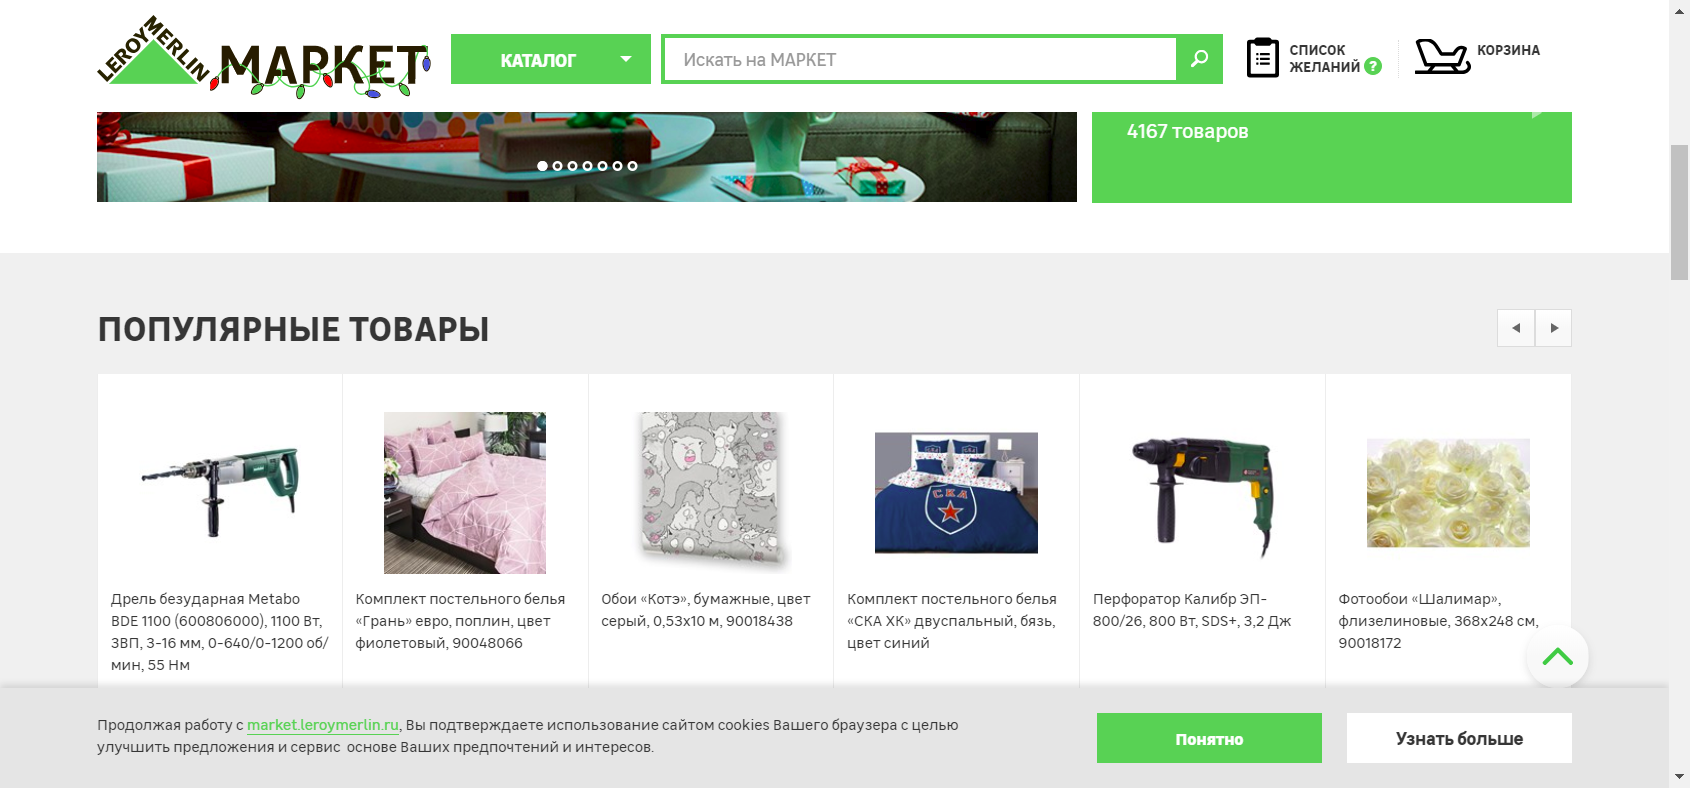 LEROY MERLIN МАРКЕТ
КАТАЛОГ
Искать на МАРКЕТ
СПИСОК
ЖЕЛАНИЙ ?
КОРЗИНА
4167 товаров
ПОПУЛЯРНЫЕ ТОВАРЫ
СКА
Дрель безударная Metabo
BDE 1100 (600806000), 1100 Вт,
ЗВП, 3-16 мм, 0-640/0-1200 об/
мин, 55 Нм
Комплект постельного белья
«Грань» евро, поплин, цвет
фиолетовый, 90048066
Обои «Котэ», бумажные, цвет
серый, 0,53х10 м, 90018438
Комплект постельного белья
«СКА ХК» двуспальный, бязь,
цвет синий
Перфоратор Калибр ЭП-
800/26, 800 Вт, SDS+, 3,2 Дж
Фотообои «Шалимар»,
флизелиновые, 368х248 см,
90018172
Продолжая работу с market.leroymerlin.ru, Вы подтверждаете использование сайтом cookies Вашего браузера с целью
улучшить предложения и сервис основе Ваших предпочтений и интересов.
Понятно
Узнать больше